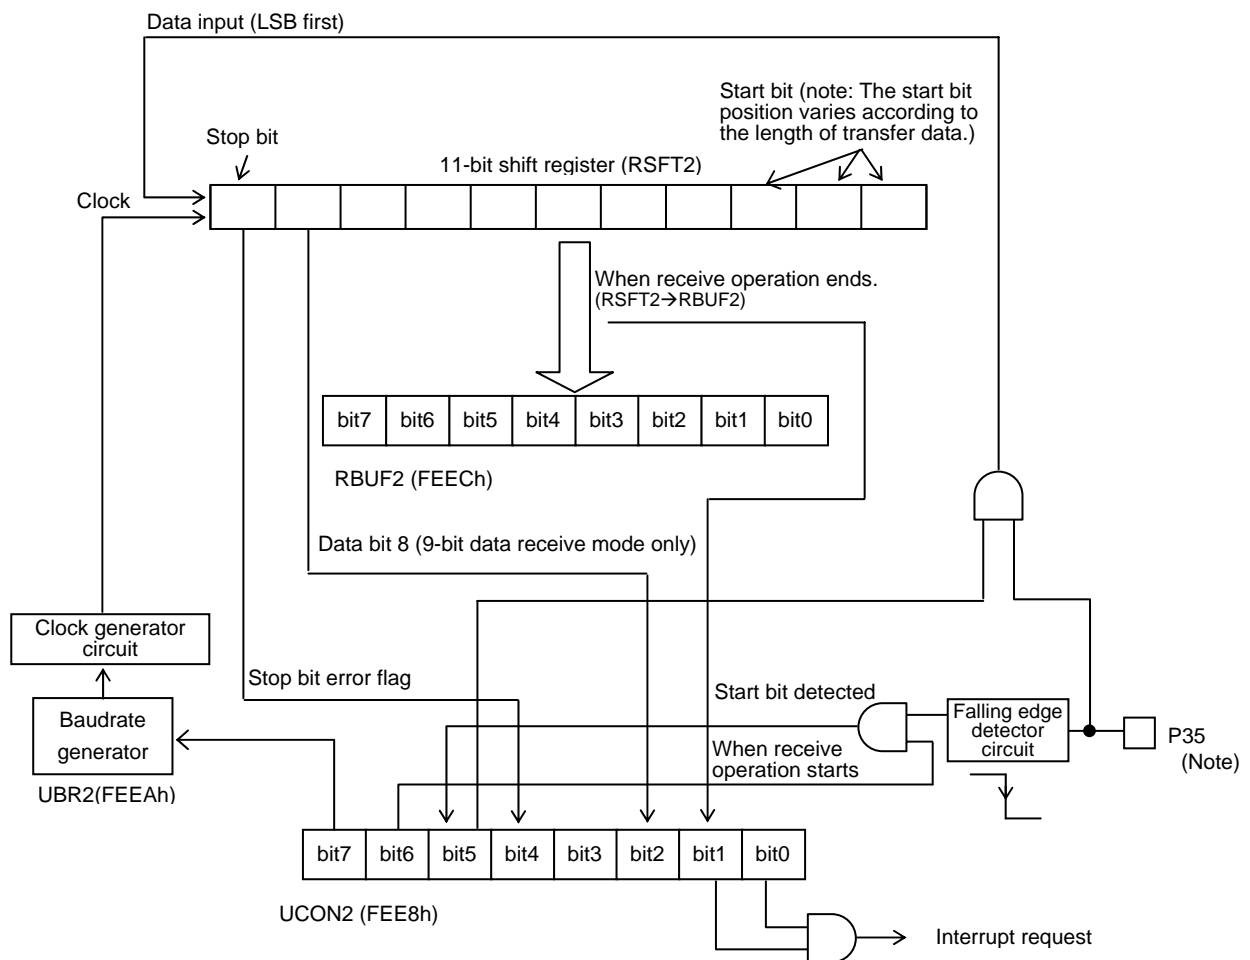 Data input (LSB first)
Start bit (note: The start bit
position varies according to
the length of transfer data.)
Stop bit
11-bit shift register (RSFT2)
Clock
When receive operation ends.
(RSFT2→RBUF2)
bit7 bit6 bit5 bit4 bit3 bit2 bit1 bit0
RBUF2 (FEECh)
Data bit 8 (9-bit data receive mode only)
Clock generator
circuit
Stop bit error flag
Start bit detected
Baudrate
generator
Falling edge
detector
circuit
P35
(Note)
When receive
operation starts
UBR2(FEEAh)
bit7 bit6 bit5 bit4 bit3 bit2 bit1 bit0
UCON2 (FEE8h)
Interrupt request